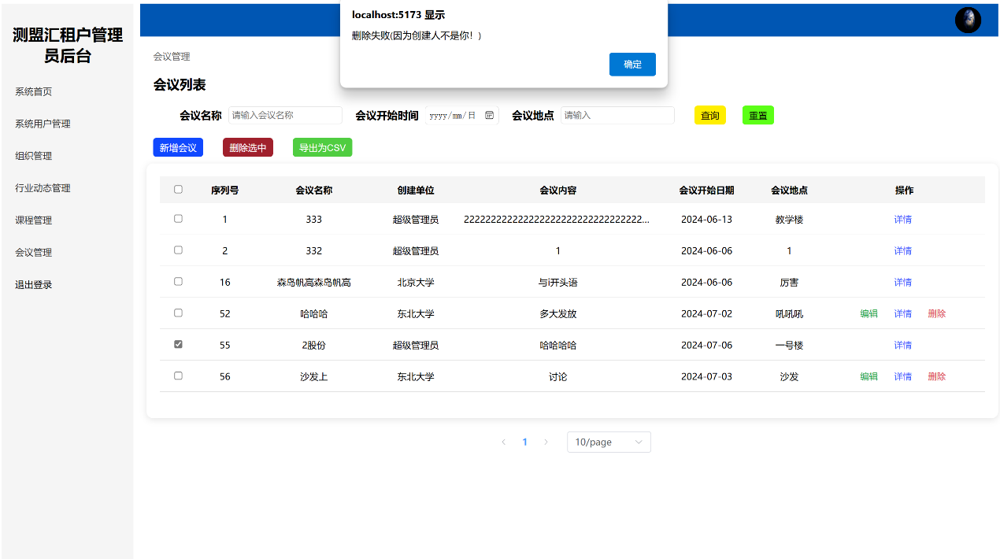 测盟汇租户管理
员后台
系统首页
系统用户管理
组织管理
行业动态管理
课程管理
会议管理
退出登录
localhost:5173 显示
删除失败(因为创建人不是你！)
确定
会议管理
会议列表
会议名称 请输入会议名称 会议开始时间 yyyy/mm/日 会议地点 请输入 查询 重置
新增会议 删除选中 导出为CSV
序列号 会议名称 创建单位 会议内容 会议开始日期 会议地点 操作
1 333 超级管理员 2222222222222222222222222222222222... 2024-06-13 教学楼 详情
2 332 超级管理员 1 2024-06-06 1 详情
16 森岛帆高森岛帆高 北京大学 与i开头语 2024-06-06 厉害 详情
52 哈哈哈 东北大学 多大发放 2024-07-02 吼吼吼 编辑 详情 删除
55 2股份 超级管理员 哈哈哈哈 2024-07-06 一号楼 详情
56 沙发上 东北大学 讨论 2024-07-03 沙发 编辑 详情 删除
1 10/page